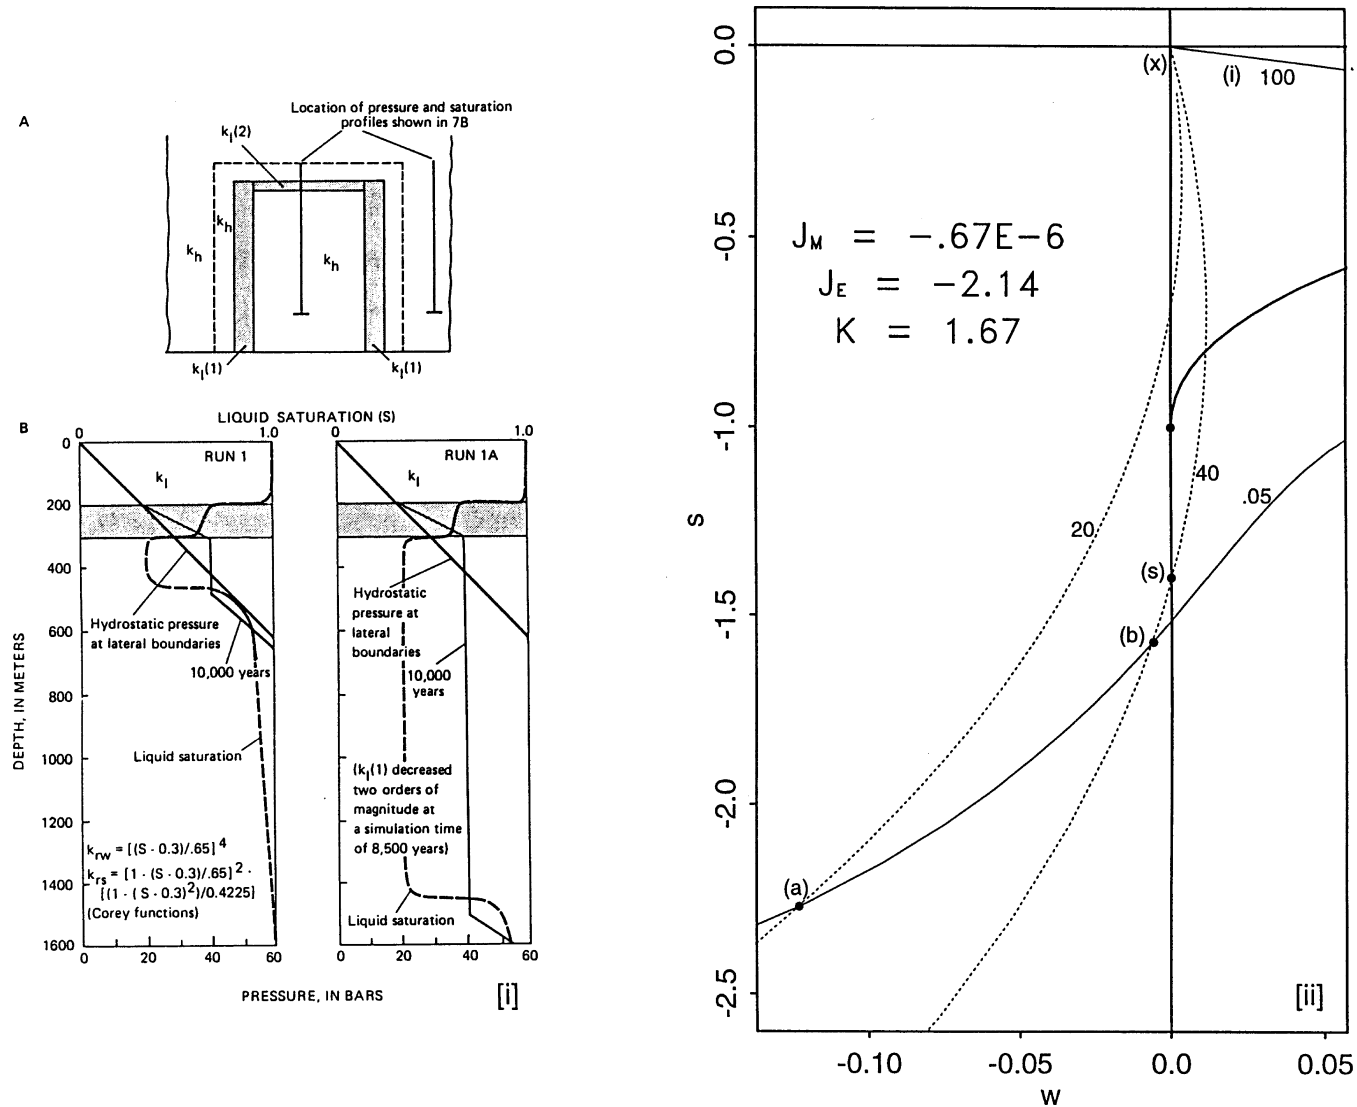 A
Location of pressure and saturation
profiles shown in 7B
kl(2)
kh
kh
kh
kl(1)
kl(1)
B
LIQUID SATURATION (S)
0 1.0 0 1.0
RUN 1
RUN 1A
kl
kl
DEPTH, IN METERS
0
200
400
600
800
1000
1200
1400
1600
Hydrostatic pressure
at lateral boundaries
10,000 years
Liquid saturation
krw = [(S - 0.3)/.65]4
krs = [1 - (S - 0.3)/.65]2 ·
[(1 - (S - 0.3)2)/0.4225]
(Corey functions)
Hydrostatic
pressure at
lateral
boundaries
10,000
years
(kl(1) decreased
two orders of
magnitude at
a simulation time
of 8,500 years)
Liquid saturation
0 20 40 60 0 20 40 60
PRESSURE, IN BARS
[i]
0.0
-0.5
-1.0
-1.5
-2.0
-2.5
S
(x)
(i) 100
JM = -.67E-6
JE = -2.14
K = 1.67
20
40
.05
(s)
(b)
(a)
[ii]
-0.10 -0.05 0.0 0.05
W